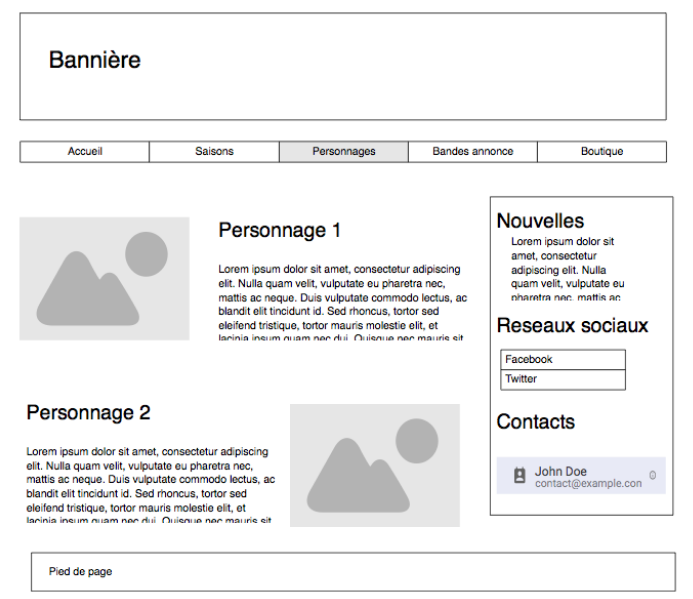 Bannière
Accueil
Saisons
Personnages
Bandes annonce
Boutique
Personnage 1
Lorem ipsum dolor sit amet, consectetur adipiscing
elit. Nulla quam velit, vulputate eu pharetra nec,
mattis ac neque. Duis vulputate commodo lectus, ac
blandit elit tincidunt id. Sed rhoncus, tortor sed
eleifend tristique, tortor mauris molestie elit, et
lacinia ipsum quam nec dui. Quisque nec mauris sit
Personnage 2
Lorem ipsum dolor sit amet, consectetur adipiscing
elit. Nulla quam velit, vulputate eu pharetra nec,
mattis ac neque. Duis vulputate commodo lectus, ac
blandit elit tincidunt id. Sed rhoncus, tortor sed
eleifend tristique, tortor mauris molestie elit, et
lacinia ipsum quam nec dui. Quisque nec mauris sit
Nouvelles
Lorem ipsum dolor sit
amet, consectetur
adipiscing elit. Nulla
quam velit, vulputate eu
pharetra nec, mattis ac
Reseaux sociaux
Facebook
Twitter
Contacts
John Doe
contact@example.con
Pied de page